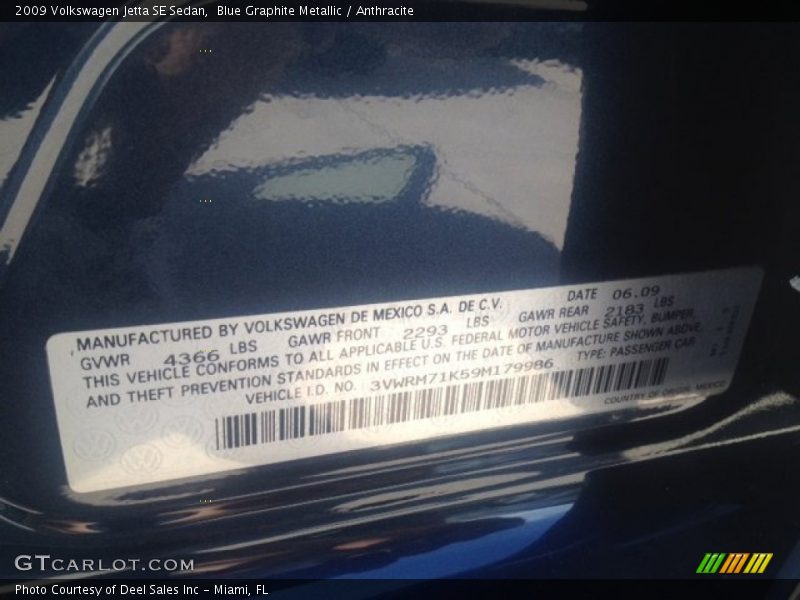 2009 Volkswagen Jetta SE Sedan, Blue Graphite Metallic / Anthracite
MANUFACTURED BY VOLKSWAGEN DE MEXICO S.A. DE C.V. DATE 06.09
GVWR 4366 LBS GAWR FRONT 2293 LBS GAWR REAR 2183 LBS
THIS VEHICLE CONFORMS TO ALL APPLICABLE U.S. FEDERAL MOTOR VEHICLE SAFETY, BUMPER,
AND THEFT PREVENTION STANDARDS IN EFFECT ON THE DATE OF MANUFACTURE SHOWN ABOVE.
VEHICLE I.D. NO. 3VWRM71K59M179986 TYPE: PASSENGER CAR
COUNTRY OF ORIGIN: MEXICO
GTCARLOT.COM
Photo Courtesy of Deel Sales Inc - Miami, FL